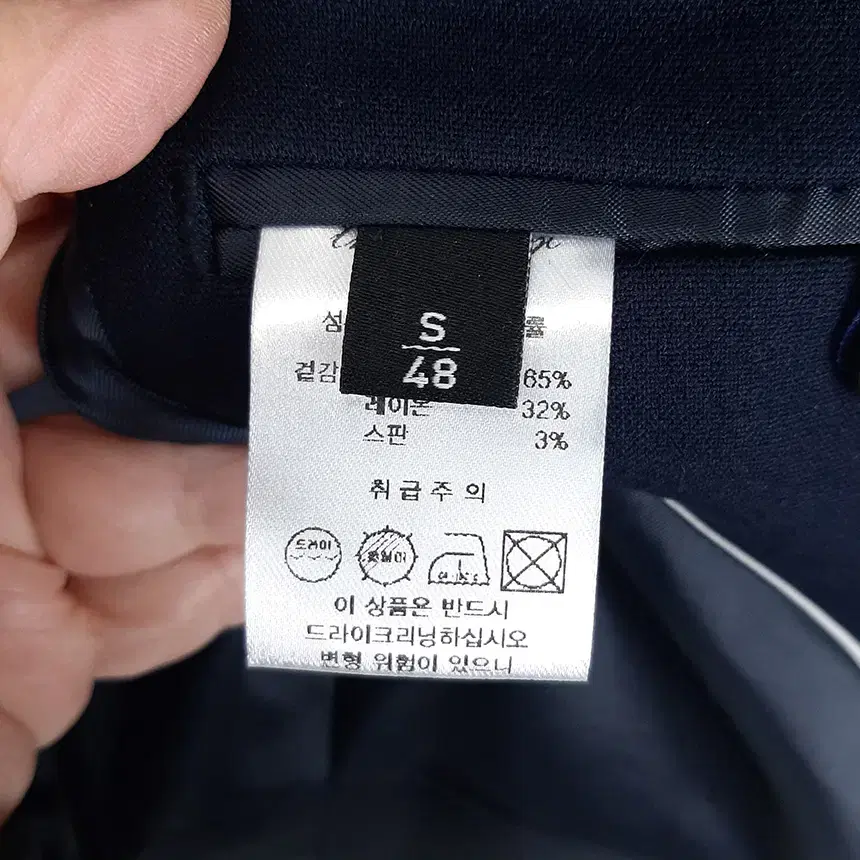 S
48
섬 률
겉감 65%
레이온 32%
스판 3%
취급주의
드라이
이 상품은 반드시
드라이크리닝하십시오
변형 위험이 있으니